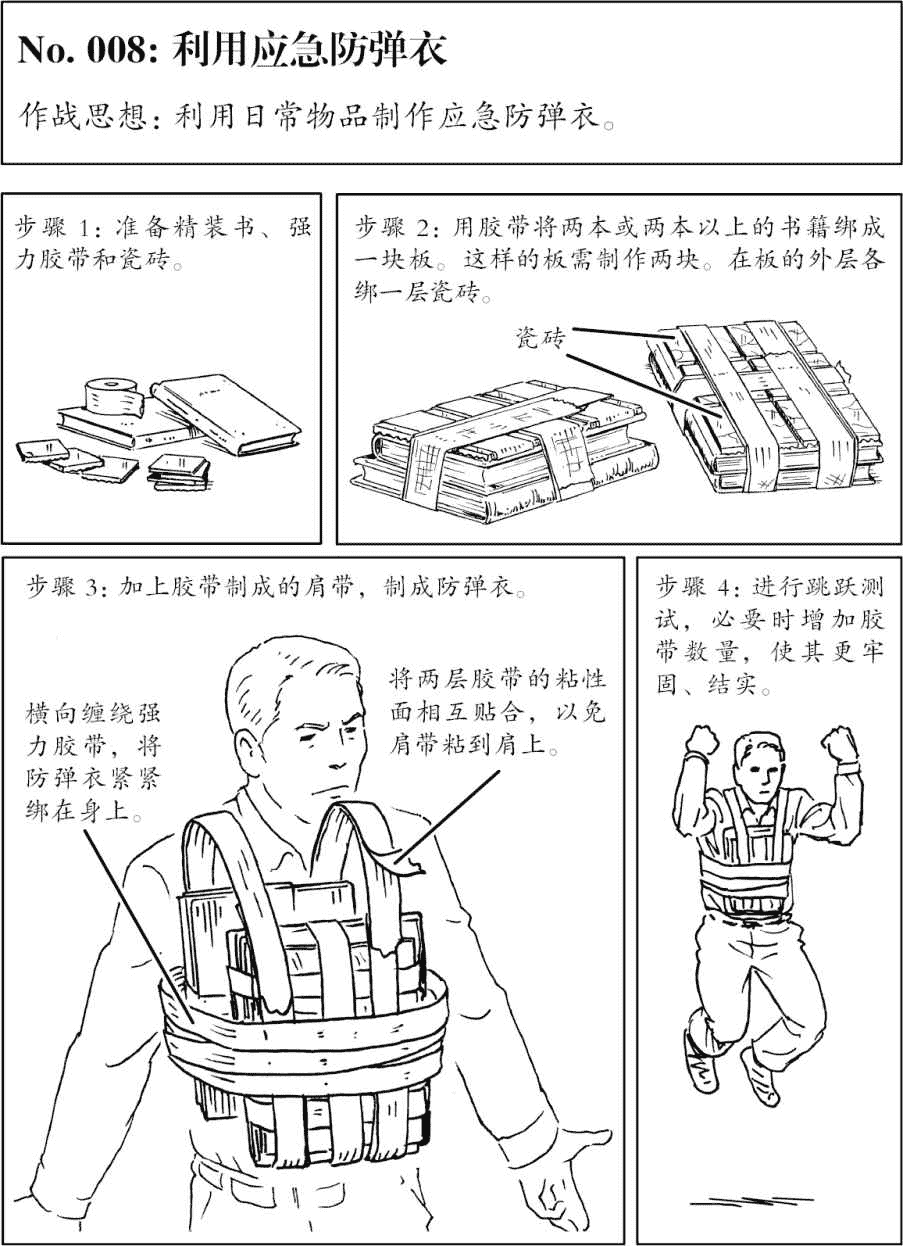 No. 008: 利用应急防弹衣
作战思想: 利用日常物品制作应急防弹衣。
步骤 1: 准备精装书、强
力胶带和瓷砖。
步骤 2: 用胶带将两本或两本以上的书籍绑成
一块板。这样的板需制作两块。在板的外层各
绑一层瓷砖。
瓷砖
步骤 3: 加上胶带制成的肩带，制成防弹衣。
横向缠绕强
力胶带，将
防弹衣紧紧
绑在身上。
将两层胶带的粘性
面相互贴合，以免
肩带粘到肩上。
步骤 4: 进行跳跃测
试，必要时增加胶
带数量，使其更牢
固、结实。